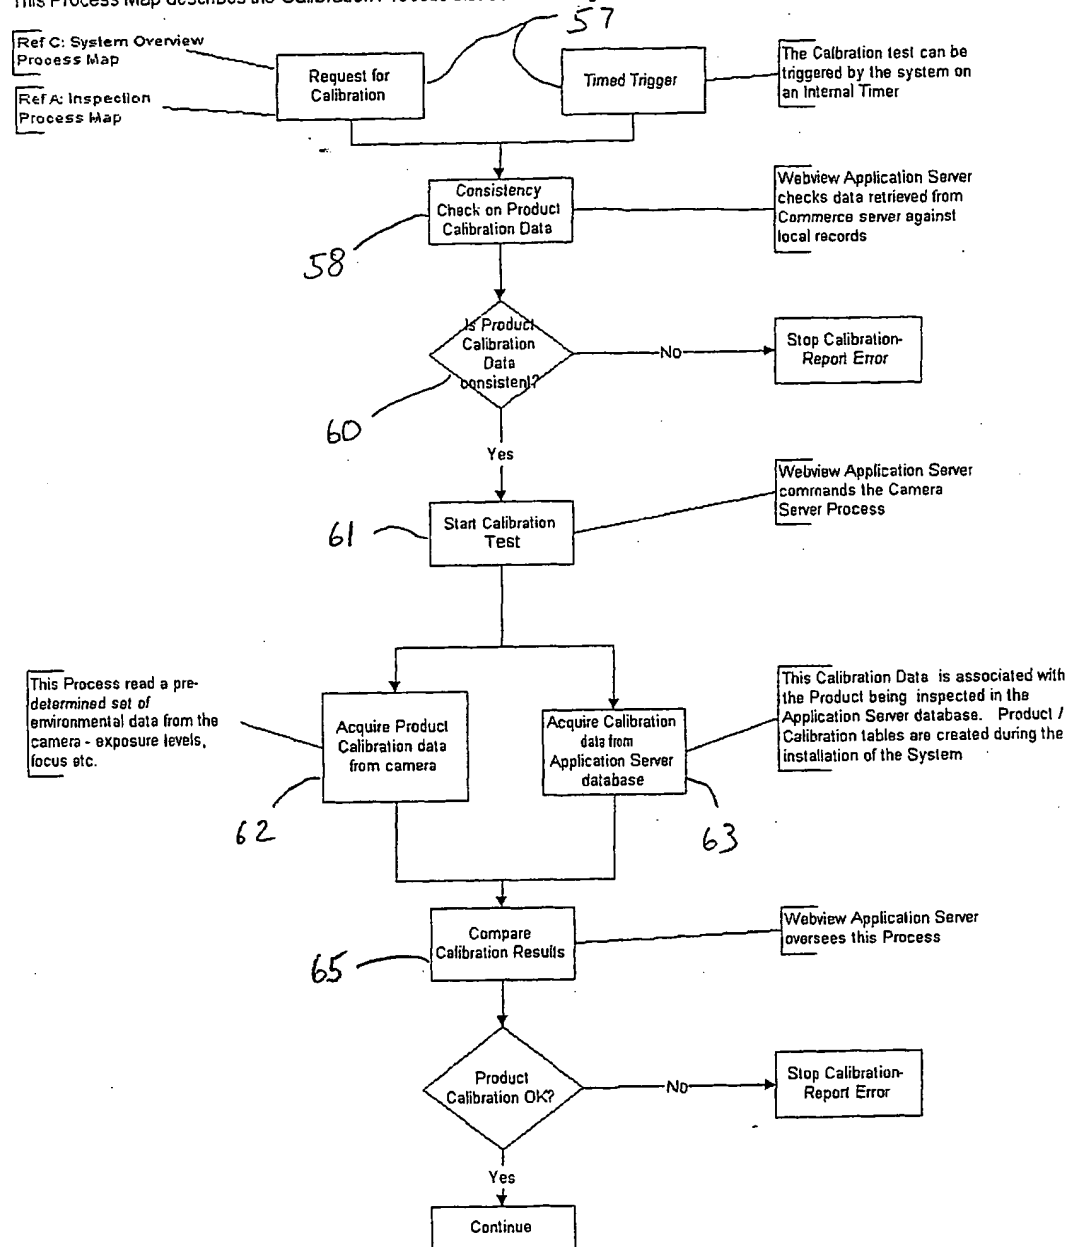 This Process Map describes the Calibration Process
57
Ref C: System Overview
Process Map
Ref A: Inspection
Process Map
Request for
Calibration
Timed Trigger
The Calbration test can be
triggered by the system on
an Internal Timer
Consistency
Check on Product
Calibration Data
58
Webview Application Server
checks data retrieved from
Commerce server against
local records
Is Product
Calibration
Data
consistent?
60
No
Stop Calibration-
Report Error
Yes
Start Calibration
Test
61
Webview Application Server
commands the Camera
Server Process
This Process read a pre-
determined set of
environmental data from the
camera - exposure levels,
focus etc.
Acquire Product
Calibration data
from camera
62
Acquire Calibration
data from
Application Server
database
63
This Calibration Data is associated with
the Product being inspected in the
Application Server database. Product /
Calibration tables are created during the
installation of the System
Compare
Calibration Results
65
Webview Application Server
oversees this Process
Product
Calibration OK?
No
Stop Calibration-
Report Error
Yes
Continue